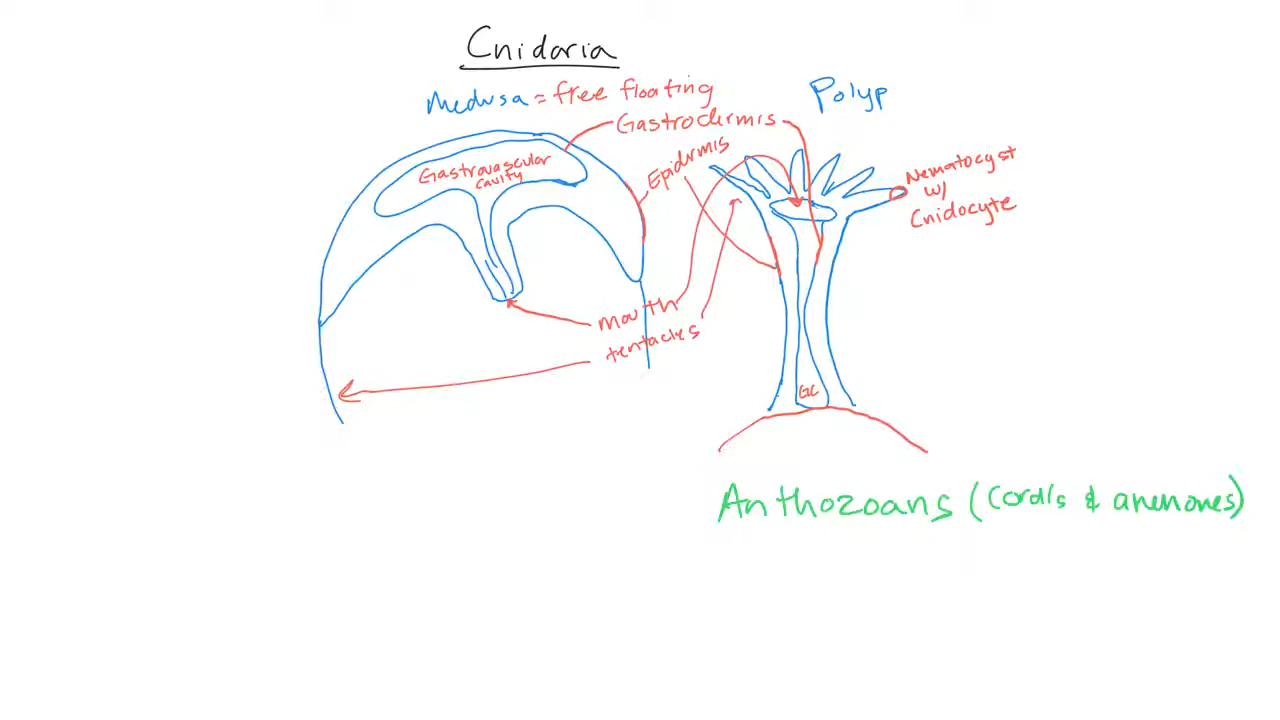 Cnidaria
Medusa = free floating
Polyp
Gastrodermis
Epidermis
Gastrovascular
cavity
Nematocyst
w/
Cnidocyte
mouth
tentacles
GC
Anthozoans (corals & anemones)